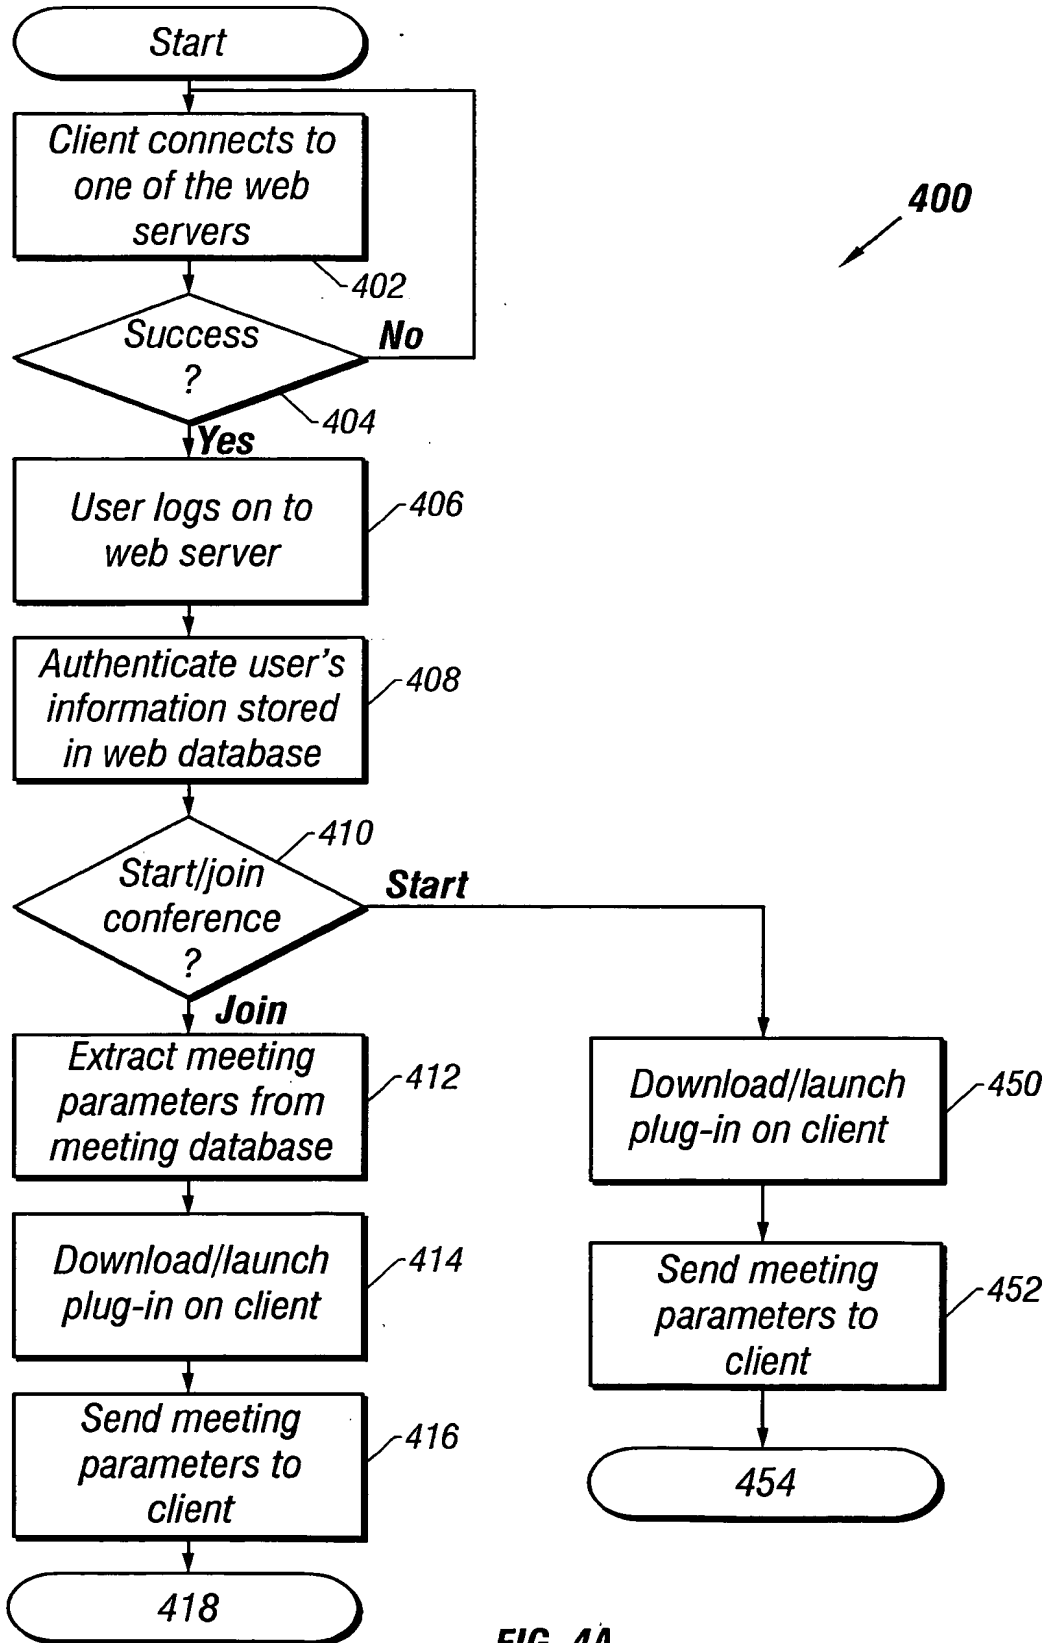 Start
Client connects to
one of the web
servers
400
402
Success
?
No
404
Yes
User logs on to
web server
406
Authenticate user's
information stored
in web database
408
410
Start/join
conference
?
Start
Join
Extract meeting
parameters from
meeting database
412
Download/launch
plug-in on client
450
Download/launch
plug-in on client
414
Send meeting
parameters to
client
452
Send meeting
parameters to
client
416
454
418
FIG. 4A